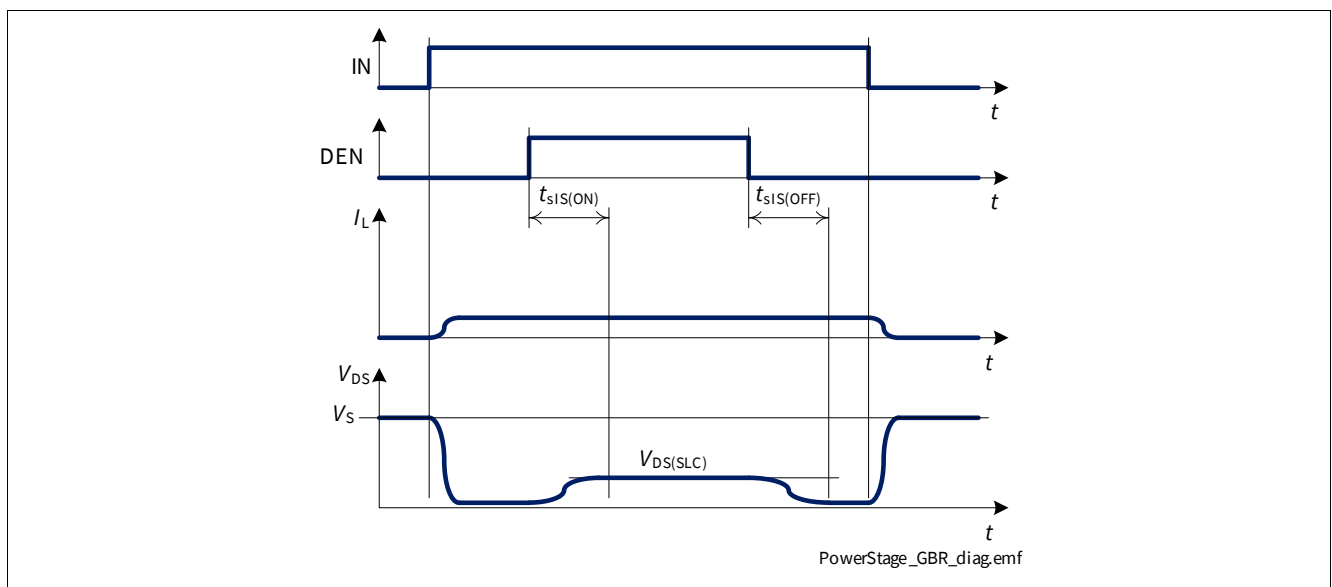 IN
t
DEN
t
tsIS(ON) tsIS(OFF)
IL
t
VDS
VS
VDS(SLC)
t
PowerStage_GBR_diag.emf